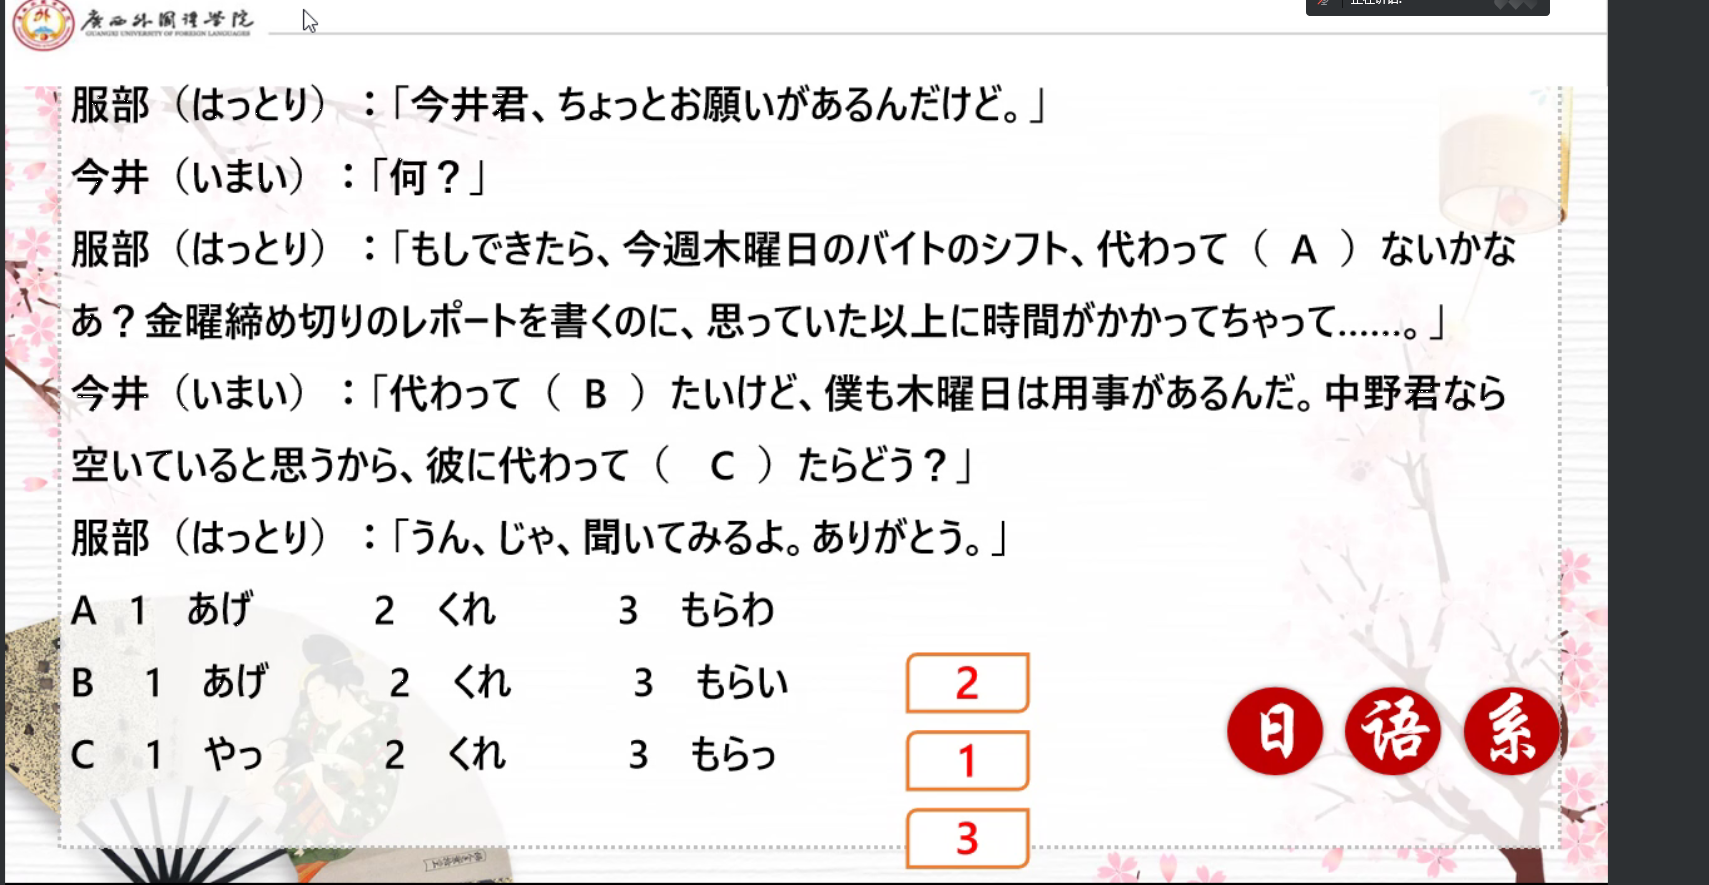 广西外国语学院
GUANGXI UNIVERSITY OF FOREIGN LANGUAGES
服部（はっとり）：「今井君、ちょっとお願いがあるんだけど。」
今井（いまい）：「何？」
服部（はっとり）：「もしできたら、今週木曜日のバイトのシフト、代わって（ A ）ないかな
あ？金曜締め切りのレポートを書くのに、思っていた以上に時間がかかってちゃって……。」
今井（いまい）：「代わって（ B ）たいけど、僕も木曜日は用事があるんだ。中野君なら
空いていると思うから、彼に代わって（ C ）たらどう？」
服部（はっとり）：「うん、じゃ、聞いてみるよ。ありがとう。」
A 1 あげ 2 くれ 3 もらわ
B 1 あげ 2 くれ 3 もらい
C 1 やっ 2 くれ 3 もらっ
2
1
3
日语系